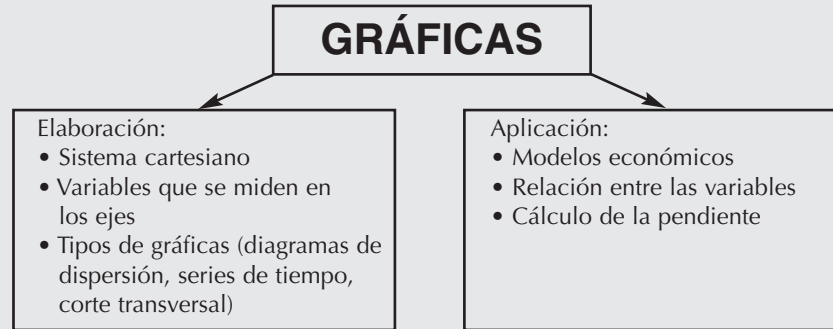 GRÁFICAS
Elaboración:
• Sistema cartesiano
• Variables que se miden en
los ejes
• Tipos de gráficas (diagramas de
dispersión, series de tiempo,
corte transversal)
Aplicación:
• Modelos económicos
• Relación entre las variables
• Cálculo de la pendiente